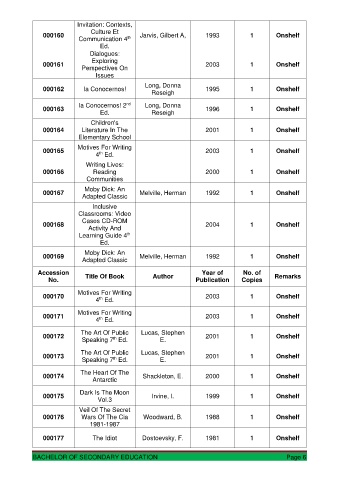 Invitation: Contexts,
Culture Et
000160 Communication 4th Jarvis, Gilbert A. 1993 1 Onshelf
Ed.
Dialogues:
Exploring
000161 Perspectives On 2003 1 Onshelf
Issues
000162 Ia Conocernos! Long, Donna Reseigh 1995 1 Onshelf
000163 Ia Conocernos! 2nd Ed. Long, Donna Reseigh 1996 1 Onshelf
Children's
000164 Literature In The 2001 1 Onshelf
Elementary School
000165 Motives For Writing 4th Ed. 2003 1 Onshelf
Writing Lives:
000166 Reading 2000 1 Onshelf
Communities
000167 Moby Dick: An Adapted Classic Melville, Herman 1992 1 Onshelf
Inclusive
Classrooms: Video
Cases CD-ROM
000168 Activity And 2004 1 Onshelf
Learning Guide 4th
Ed.
000169 Moby Dick: An Adapted Classic Melville, Herman 1992 1 Onshelf
Accession No. Title Of Book Author Year of Publication No. of Copies Remarks
000170 Motives For Writing 4th Ed. 2003 1 Onshelf
000171 Motives For Writing 4th Ed. 2003 1 Onshelf
000172 The Art Of Public Speaking 7th Ed. Lucas, Stephen E. 2001 1 Onshelf
000173 The Art Of Public Speaking 7th Ed. Lucas, Stephen E. 2001 1 Onshelf
000174 The Heart Of The Antarctic Shackleton, E. 2000 1 Onshelf
000175 Dark Is The Moon Vol.3 Irvine, I. 1999 1 Onshelf
Veil Of The Secret
000176 Wars Of The Cia Woodward, B. 1988 1 Onshelf
1981-1987
000177 The Idiot Dostoevsky, F. 1981 1 Onshelf
BACHELOR OF SECONDARY EDUCATION Page 6